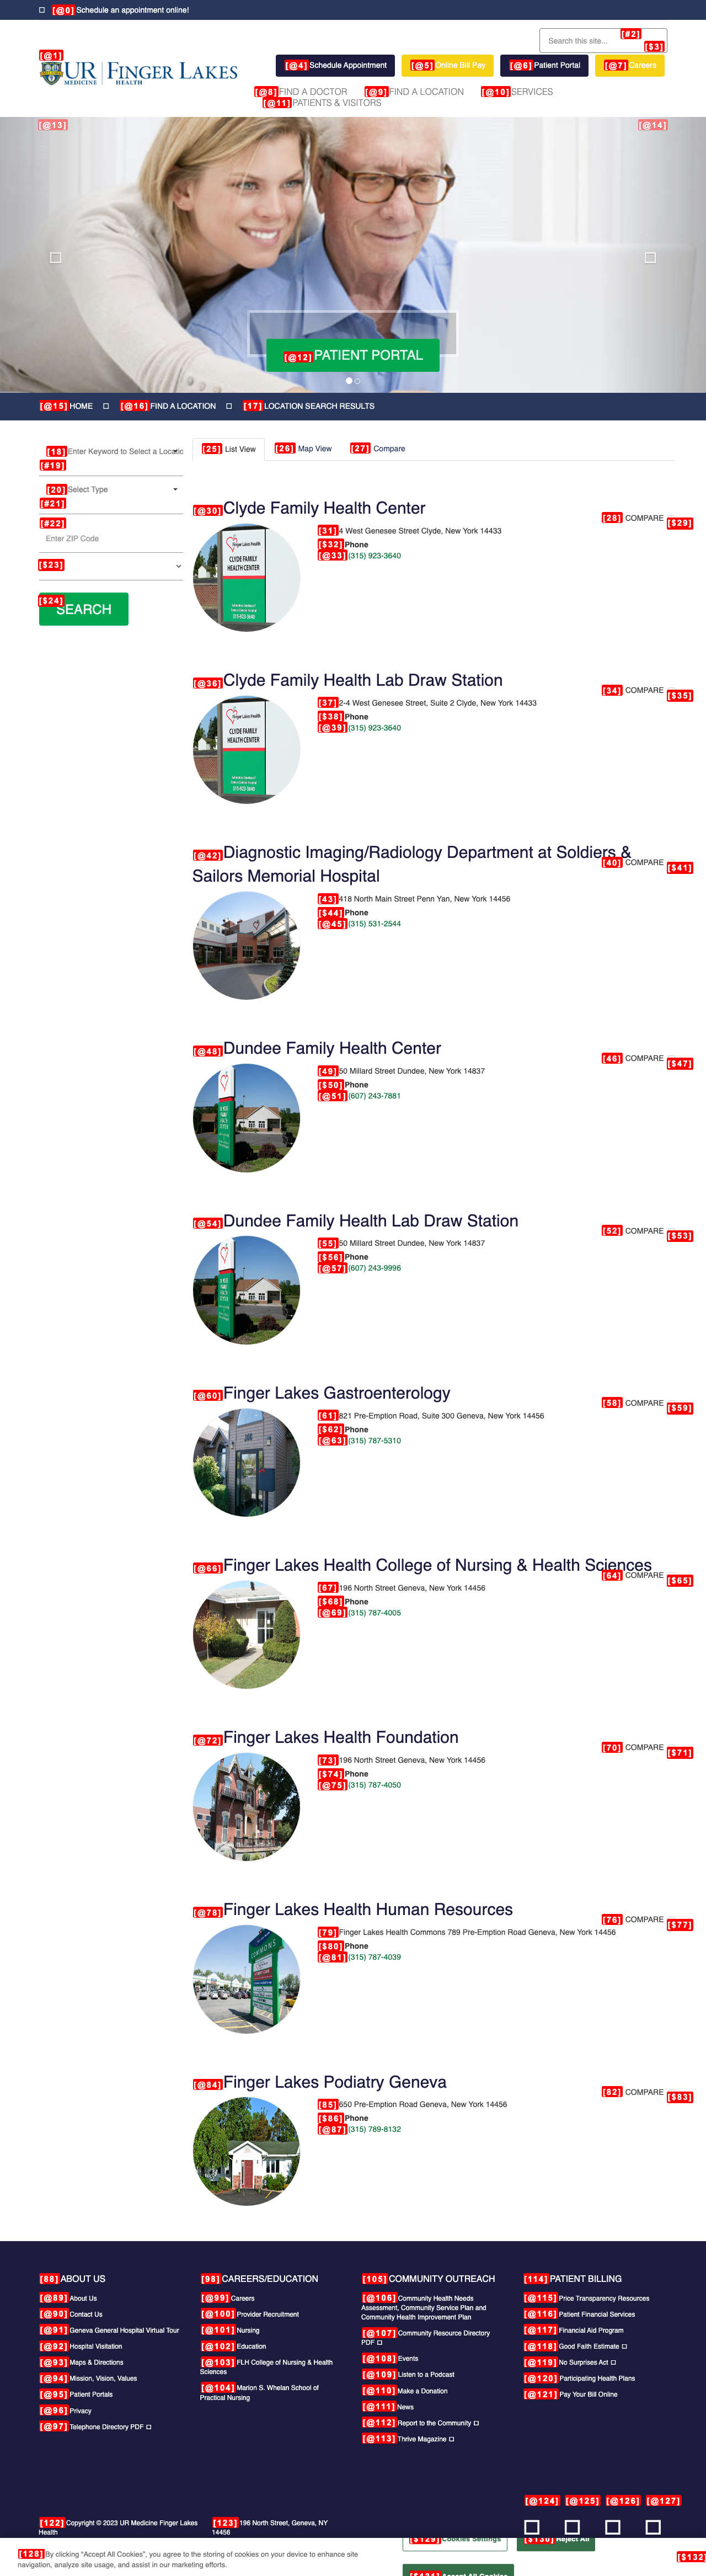 [@0] Schedule an appointment online!
[#2]
Search this site...
[$3]
[@1]
UR FINGER LAKES
MEDICINE HEALTH
[@4] Schedule Appointment
[@5] Online Bill Pay
[@6] Patient Portal
[@7] Careers
[@8] FIND A DOCTOR
[@9] FIND A LOCATION
[@10] SERVICES
[@11] PATIENTS & VISITORS
[@13]
[@14]
[@12] PATIENT PORTAL
[@15] HOME
[@16] FIND A LOCATION
[17] LOCATION SEARCH RESULTS
[18] Enter Keyword to Select a Locatio
[#19]
[20] Select Type
[#21]
[#22]
Enter ZIP Code
[$23]
[$24]
SEARCH
[25] List View
[26] Map View
[27] Compare
[@30] Clyde Family Health Center
[28] COMPARE [$29]
[31] 4 West Genesee Street Clyde, New York 14433
[$32] Phone
[@33] (315) 923-3640
CLYDE FAMILY
HEALTH CENTER
[@36] Clyde Family Health Lab Draw Station
[34] COMPARE [$35]
[37] 2-4 West Genesee Street, Suite 2 Clyde, New York 14433
[$38] Phone
[@39] (315) 923-3640
CLYDE FAMILY
HEALTH CENTER
[@42] Diagnostic Imaging/Radiology Department at Soldiers &
Sailors Memorial Hospital
[40] COMPARE [$41]
[43] 418 North Main Street Penn Yan, New York 14456
[$44] Phone
[@45] (315) 531-2544
[@48] Dundee Family Health Center
[46] COMPARE [$47]
[49] 50 Millard Street Dundee, New York 14837
[$50] Phone
[@51] (607) 243-7881
[@54] Dundee Family Health Lab Draw Station
[52] COMPARE [$53]
[55] 50 Millard Street Dundee, New York 14837
[$56] Phone
[@57] (607) 243-9996
[@60] Finger Lakes Gastroenterology
[58] COMPARE [$59]
[61] 821 Pre-Emption Road, Suite 300 Geneva, New York 14456
[$62] Phone
[@63] (315) 787-5310
[@66] Finger Lakes Health College of Nursing & Health Sciences
[64] COMPARE [$65]
[67] 196 North Street Geneva, New York 14456
[$68] Phone
[@69] (315) 787-4005
[@72] Finger Lakes Health Foundation
[70] COMPARE [$71]
[73] 196 North Street Geneva, New York 14456
[$74] Phone
[@75] (315) 787-4050
[@78] Finger Lakes Health Human Resources
[76] COMPARE [$77]
[79] Finger Lakes Health Commons 789 Pre-Emption Road Geneva, New York 14456
[$80] Phone
[@81] (315) 787-4039
COMMONS
[@84] Finger Lakes Podiatry Geneva
[82] COMPARE [$83]
[85] 650 Pre-Emption Road Geneva, New York 14456
[$86] Phone
[@87] (315) 789-8132
[88] ABOUT US
[@89] About Us
[@90] Contact Us
[@91] Geneva General Hospital Virtual Tour
[@92] Hospital Visitation
[@93] Maps & Directions
[@94] Mission, Vision, Values
[@95] Patient Portals
[@96] Privacy
[@97] Telephone Directory PDF
[98] CAREERS/EDUCATION
[@99] Careers
[@100] Provider Recruitment
[@101] Nursing
[@102] Education
[@103] FLH College of Nursing & Health
Sciences
[@104] Marion S. Whelan School of
Practical Nursing
[105] COMMUNITY OUTREACH
[@106] Community Health Needs
Assessment, Community Service Plan and
Community Health Improvement Plan
[@107] Community Resource Directory
PDF
[@108] Events
[@109] Listen to a Podcast
[@110] Make a Donation
[@111] News
[@112] Report to the Community
[@113] Thrive Magazine
[114] PATIENT BILLING
[@115] Price Transparency Resources
[@116] Patient Financial Services
[@117] Financial Aid Program
[@118] Good Faith Estimate
[@119] No Surprises Act
[@120] Participating Health Plans
[@121] Pay Your Bill Online
[@124] [@125] [@126] [@127]
[122] Copyright © 2023 UR Medicine Finger Lakes
Health
[123] 196 North Street, Geneva, NY
14456
[128] By clicking “Accept All Cookies”, you agree to the storing of cookies on your device to enhance site
navigation, analyze site usage, and assist in our marketing efforts.
[$129] Cookies Settings
[$130] Reject All
[$131] Accept All Cookies
[$132]